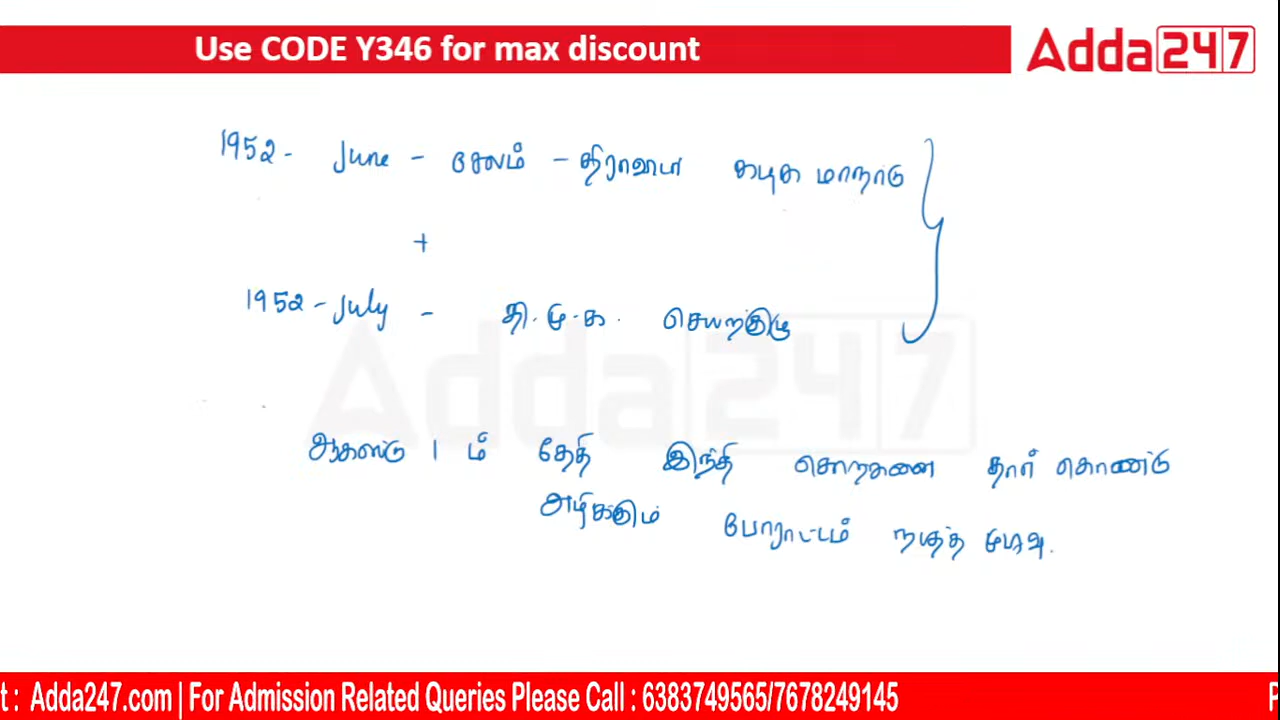 Use CODE Y346 for max discount
Adda247
1952 - June - சேலம் - திராவிடர் கழக மாநாடு
+
1952 - July - தி.மு.க. செயற்குழு
Adda247
ஆகஸ்டு 1 ம் தேதி இந்தி சொற்களை தார் கொண்டு
அழிக்கும் போராட்டம் நடத்த முடிவு.
t : Adda247.com | For Admission Related Queries Please Call : 6383749565/7678249145
P